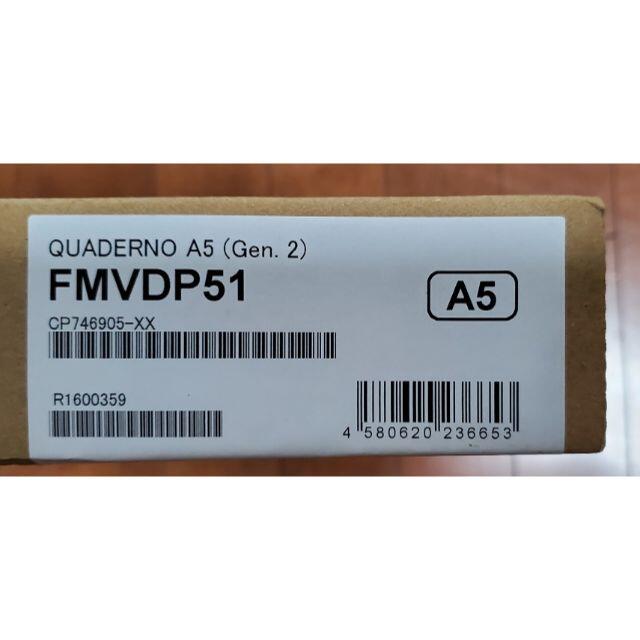 QUADERNO A5 (Gen. 2)
FMVDP51
A5
CP746905-XX
R1600359
4 580620 236653